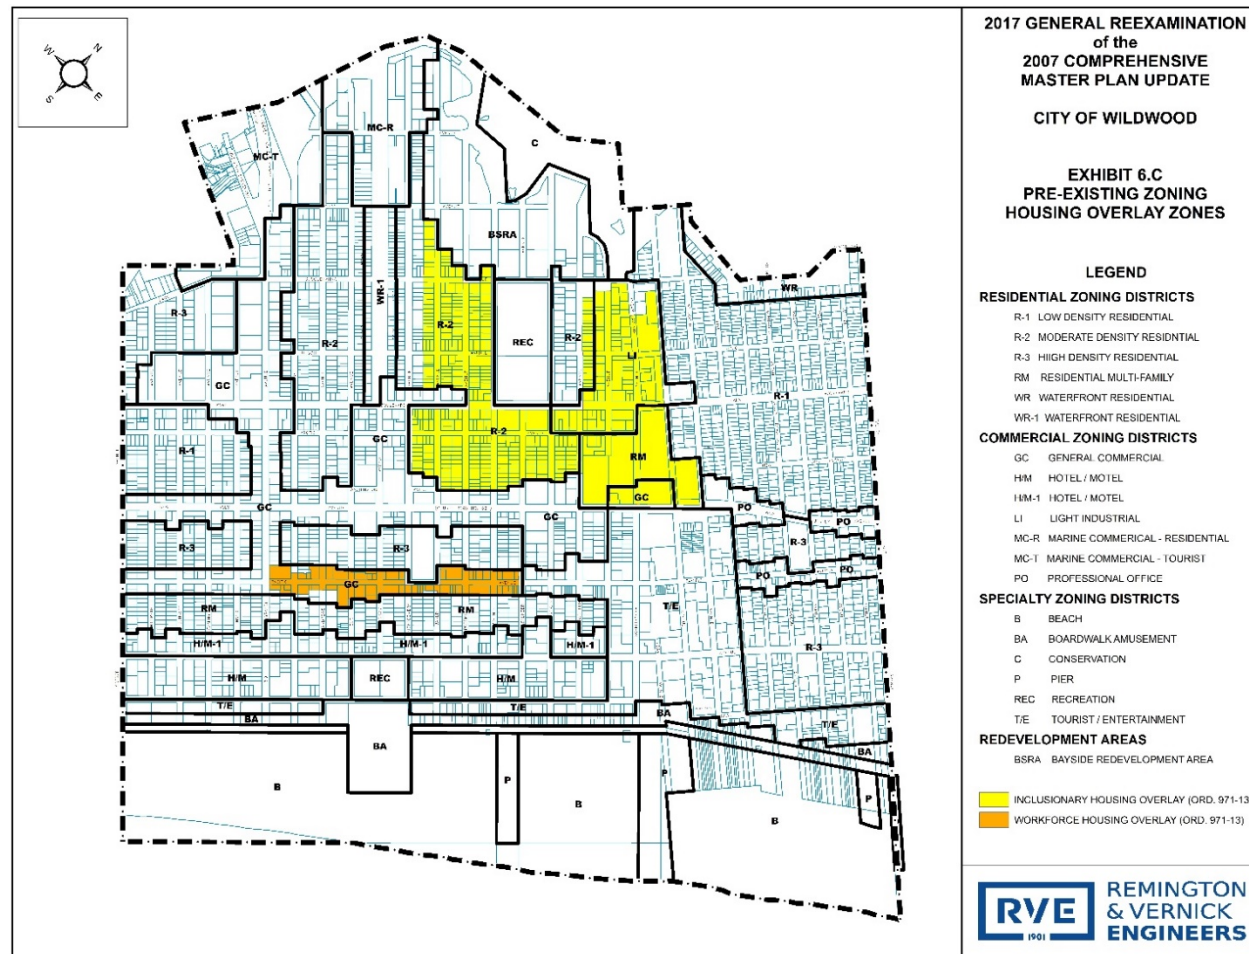 2017 GENERAL REEXAMINATION
of the
2007 COMPREHENSIVE
MASTER PLAN UPDATE
CITY OF WILDWOOD
EXHIBIT 6.C
PRE-EXISTING ZONING
HOUSING OVERLAY ZONES
LEGEND
RESIDENTIAL ZONING DISTRICTS
R-1 LOW DENSITY RESIDENTIAL
R-2 MODERATE DENSITY RESIDNTIAL
R-3 HIIGH DENSITY RESIDENTIAL
RM RESIDENTIAL MULTI-FAMILY
WR WATERFRONT RESIDENTIAL
WR-1 WATERFRONT RESIDENTIAL
COMMERCIAL ZONING DISTRICTS
GC GENERAL COMMERCIAL
H/M HOTEL / MOTEL
H/M-1 HOTEL / MOTEL
LI LIGHT INDUSTRIAL
MC-R MARINE COMMERICAL - RESIDENTIAL
MC-T MARINE COMMERCIAL - TOURIST
PO PROFESSIONAL OFFICE
SPECIALTY ZONING DISTRICTS
B BEACH
BA BOARDWALK AMUSEMENT
C CONSERVATION
P PIER
REC RECREATION
T/E TOURIST / ENTERTAINMENT
REDEVELOPMENT AREAS
BSRA BAYSIDE REDEVELOPMENT AREA
INCLUSIONARY HOUSING OVERLAY (ORD. 971-13
WORKFORCE HOUSING OVERLAY (ORD. 971-13)
RVE
1901
REMINGTON
& VERNICK
ENGINEERS
W N
S E
MC-R
C
MC-T
BSRA
WR
WR-1
R-3
R-2
R-2
REC
R-2
LI
GC
R-1
GC
R-2
R-1
RM
GC
GC
GC
PO
PO
R-3
R-3
R-3
PO
PO
GC
RM
RM
T/E
H/M-1
H/M-1
H/M-1
R-3
H/M
REC
H/M
T/E
T/E
BA
BA
T/E
BA
BA
B
P
B
P
B
P